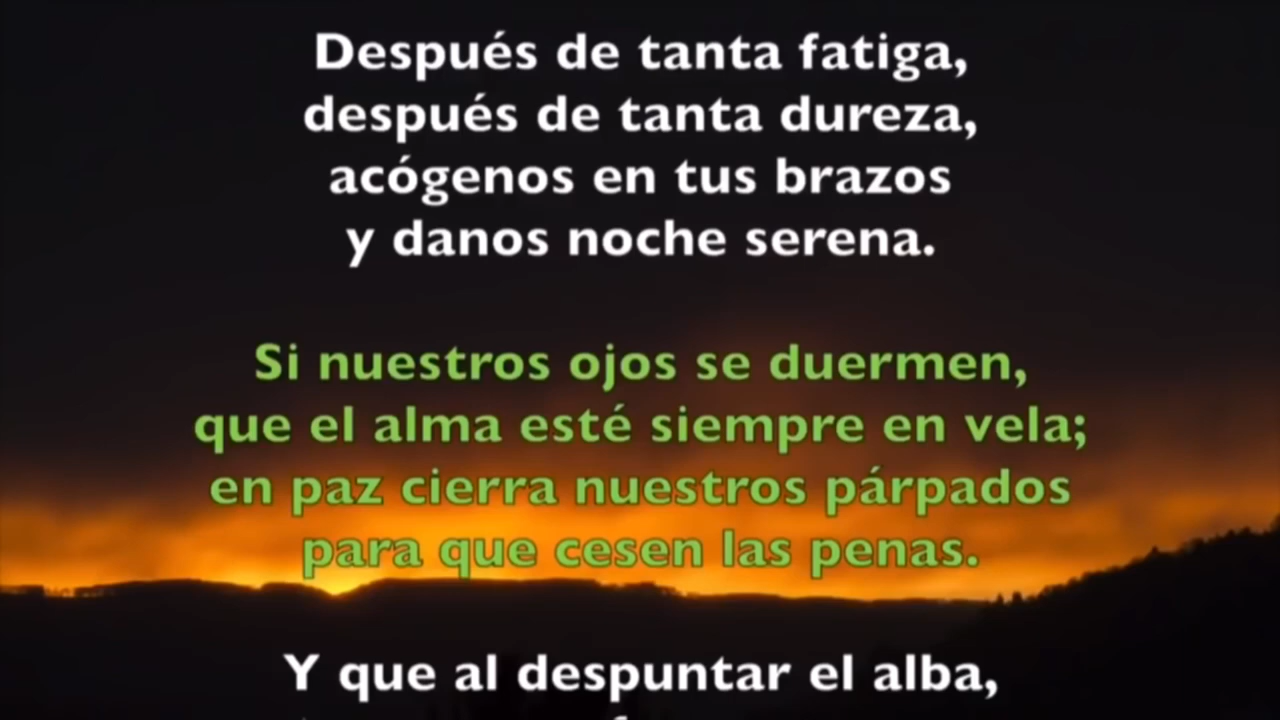 Después de tanta fatiga,
después de tanta dureza,
acógenos en tus brazos
y danos noche serena.
Si nuestros ojos se duermen,
que el alma esté siempre en vela;
en paz cierra nuestros párpados
para que cesen las penas.
Y que al despuntar el alba,